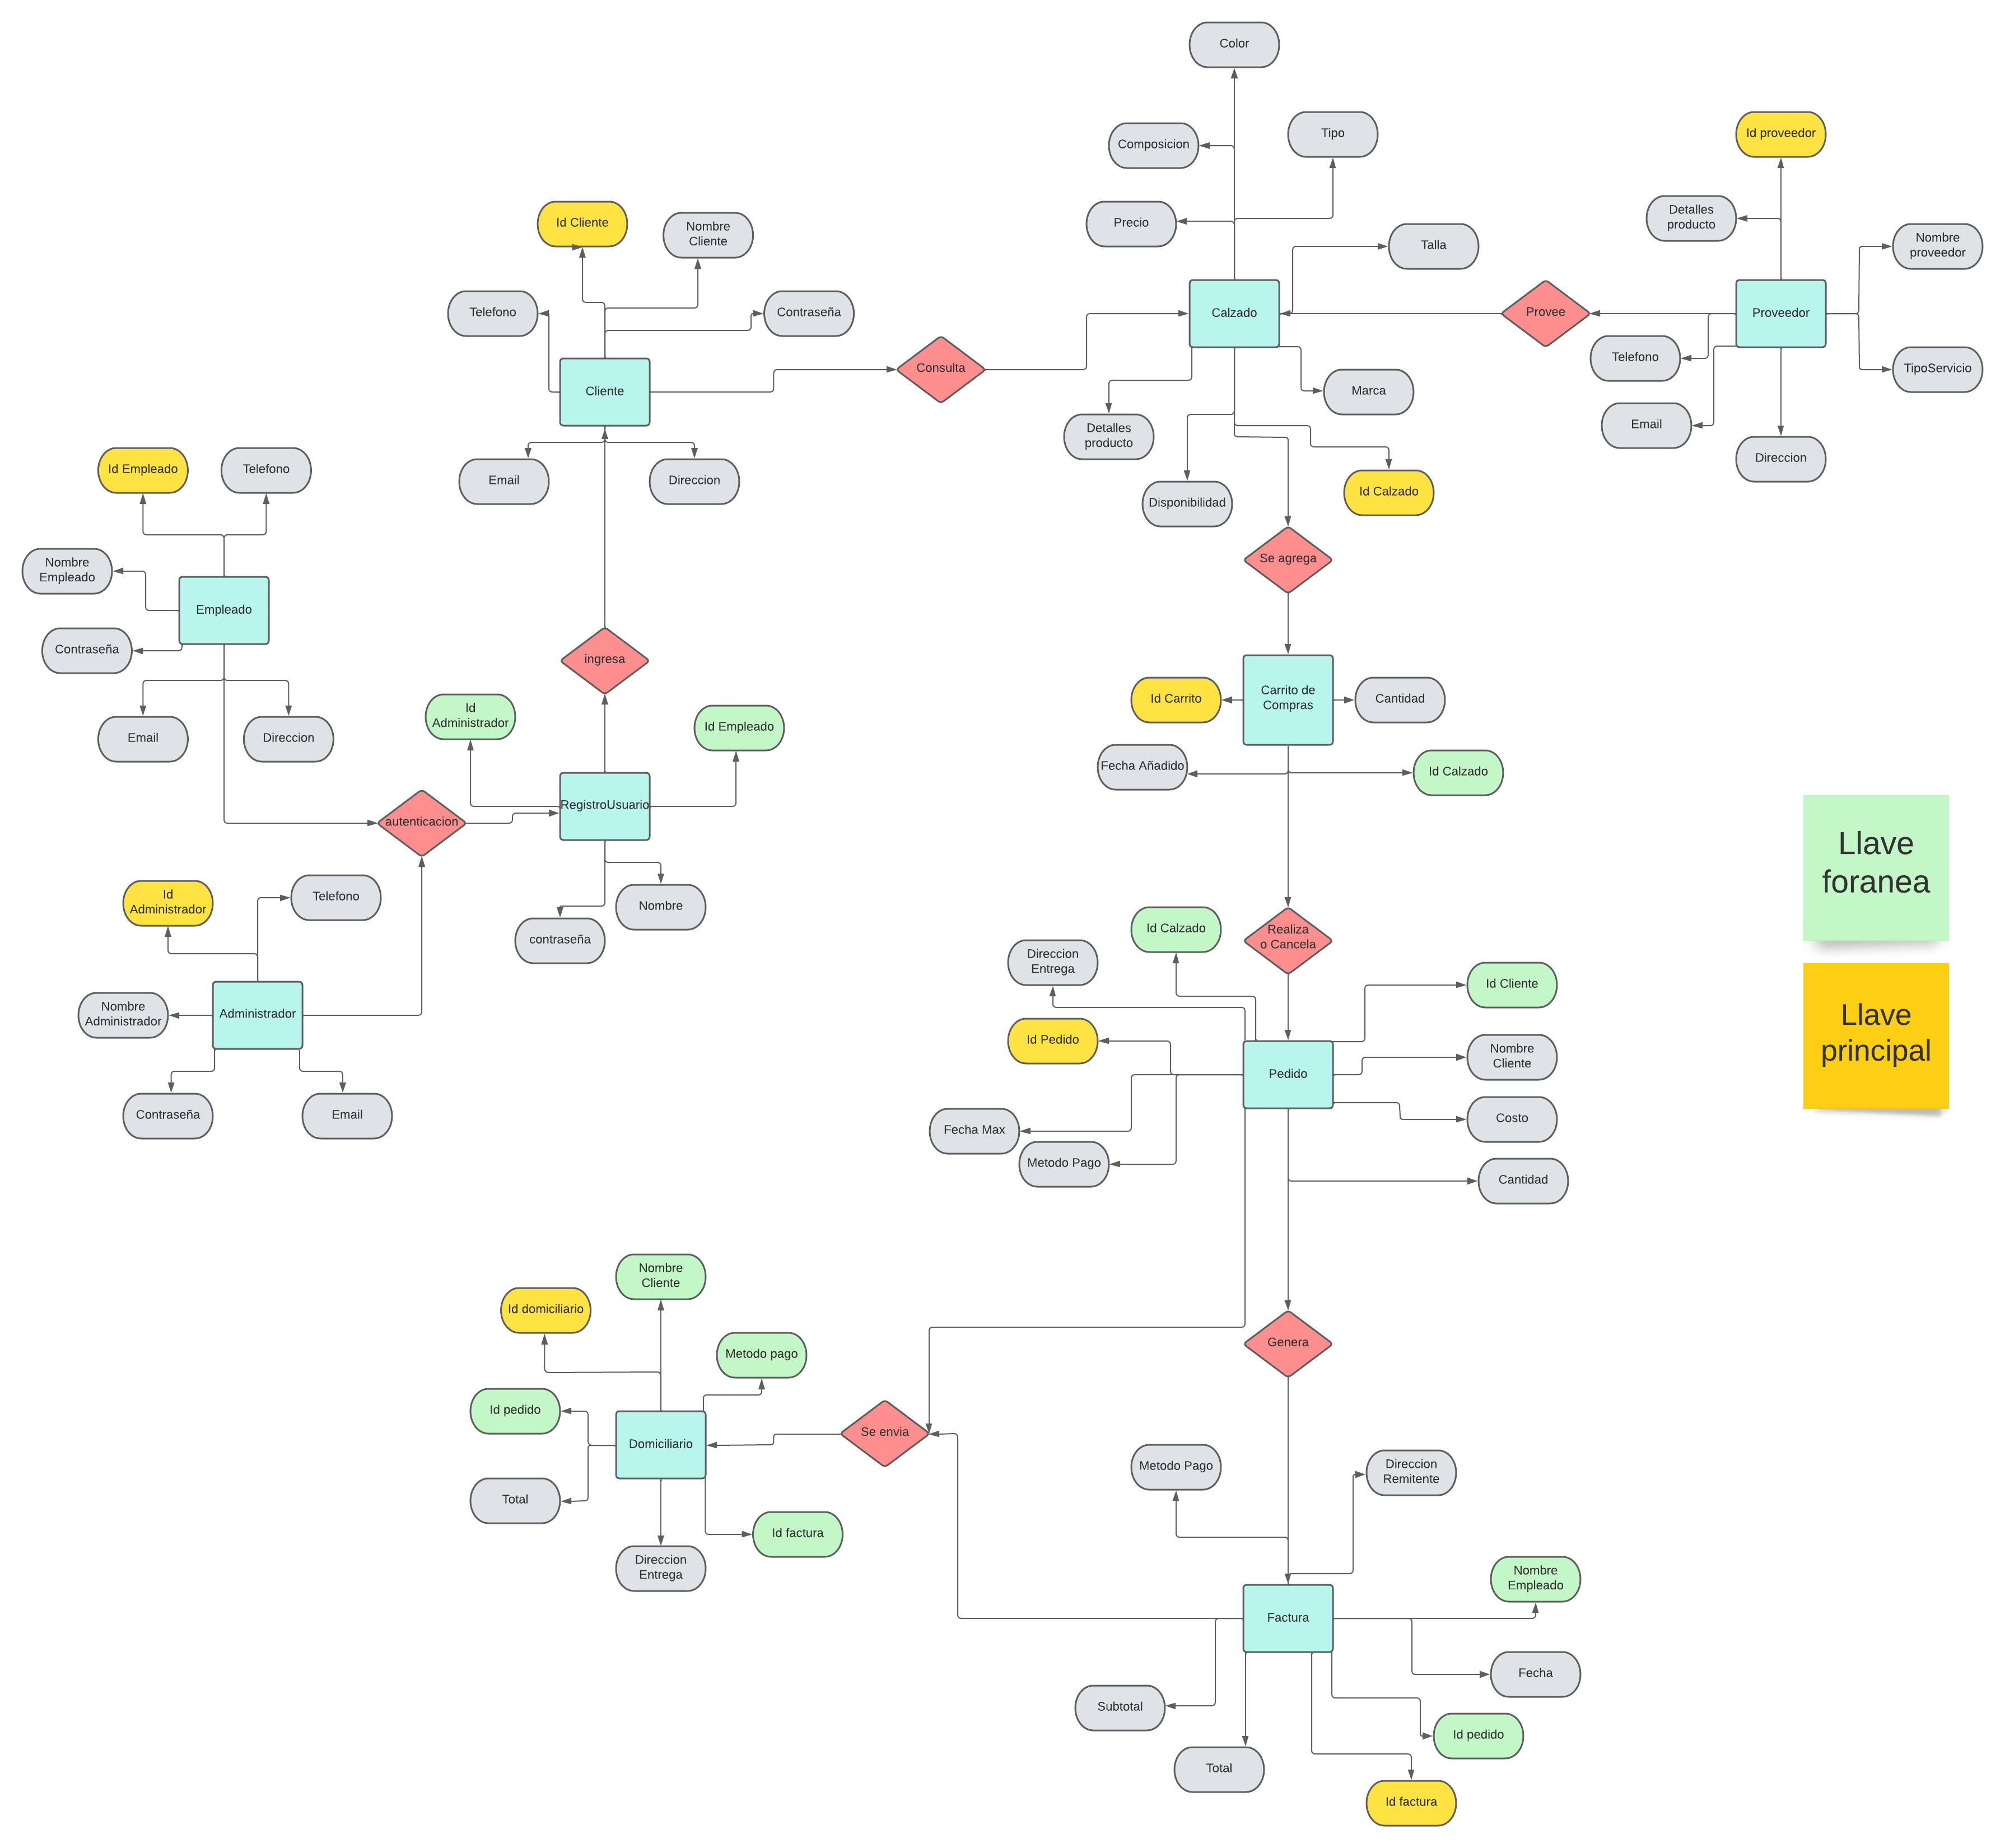 Color
Composicion
Tipo
Id proveedor
Precio
Detalles
producto
Nombre
proveedor
Talla
Id Cliente
Nombre
Cliente
Telefono
Contraseña
Calzado
Provee
Proveedor
Telefono
TipoServicio
Cliente
Consulta
Marca
Email
Detalles
producto
Direccion
Id Empleado
Telefono
Email
Direccion
Disponibilidad
Id Calzado
Nombre
Empleado
Se agrega
Empleado
Contraseña
ingresa
Id
Administrador
Id Empleado
Id Carrito
Carrito de
Compras
Cantidad
Email
Direccion
Fecha Añadido
Id Calzado
autenticacion
RegistroUsuario
Llave
foranea
Id
Administrador
Telefono
Nombre
contraseña
Id Calzado
Realiza
o Cancela
Direccion
Entrega
Id Cliente
Nombre
Administrador
Administrador
Id Pedido
Pedido
Nombre
Cliente
Llave
principal
Contraseña
Email
Fecha Max
Metodo Pago
Costo
Cantidad
Nombre
Cliente
Id domiciliario
Metodo pago
Genera
Id pedido
Domiciliario
Se envia
Metodo Pago
Direccion
Remitente
Total
Id factura
Direccion
Entrega
Nombre
Empleado
Factura
Fecha
Subtotal
Id pedido
Total
Id factura